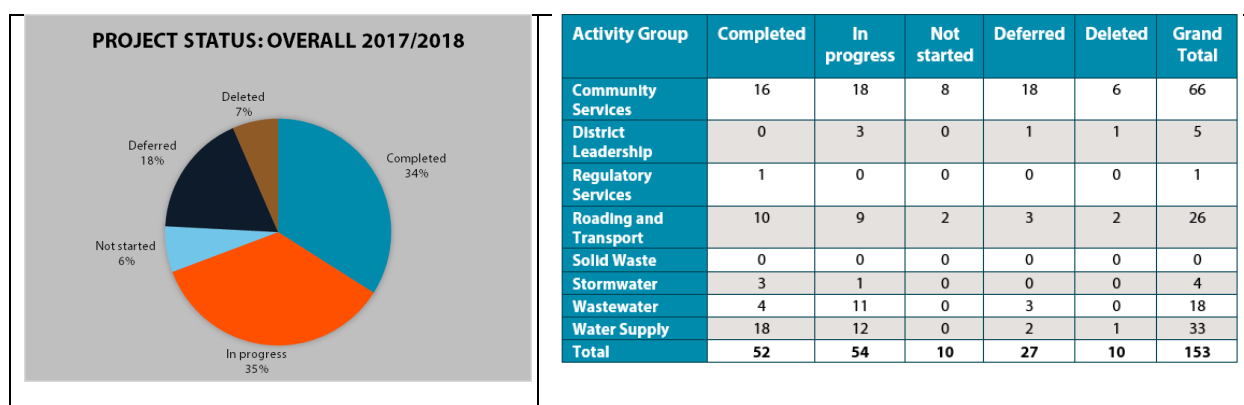 PROJECT STATUS: OVERALL 2017/2018
Deleted
7%
Deferred
18%
Completed
34%
Not started
6%
In progress
35%
Activity Group Completed In progress Not started Deferred Deleted Grand Total
Community Services 16 18 8 18 6 66
District Leadership 0 3 0 1 1 5
Regulatory Services 1 0 0 0 0 1
Roading and Transport 10 9 2 3 2 26
Solid Waste 0 0 0 0 0 0
Stormwater 3 1 0 0 0 4
Wastewater 4 11 0 3 0 18
Water Supply 18 12 0 2 1 33
Total 52 54 10 27 10 153